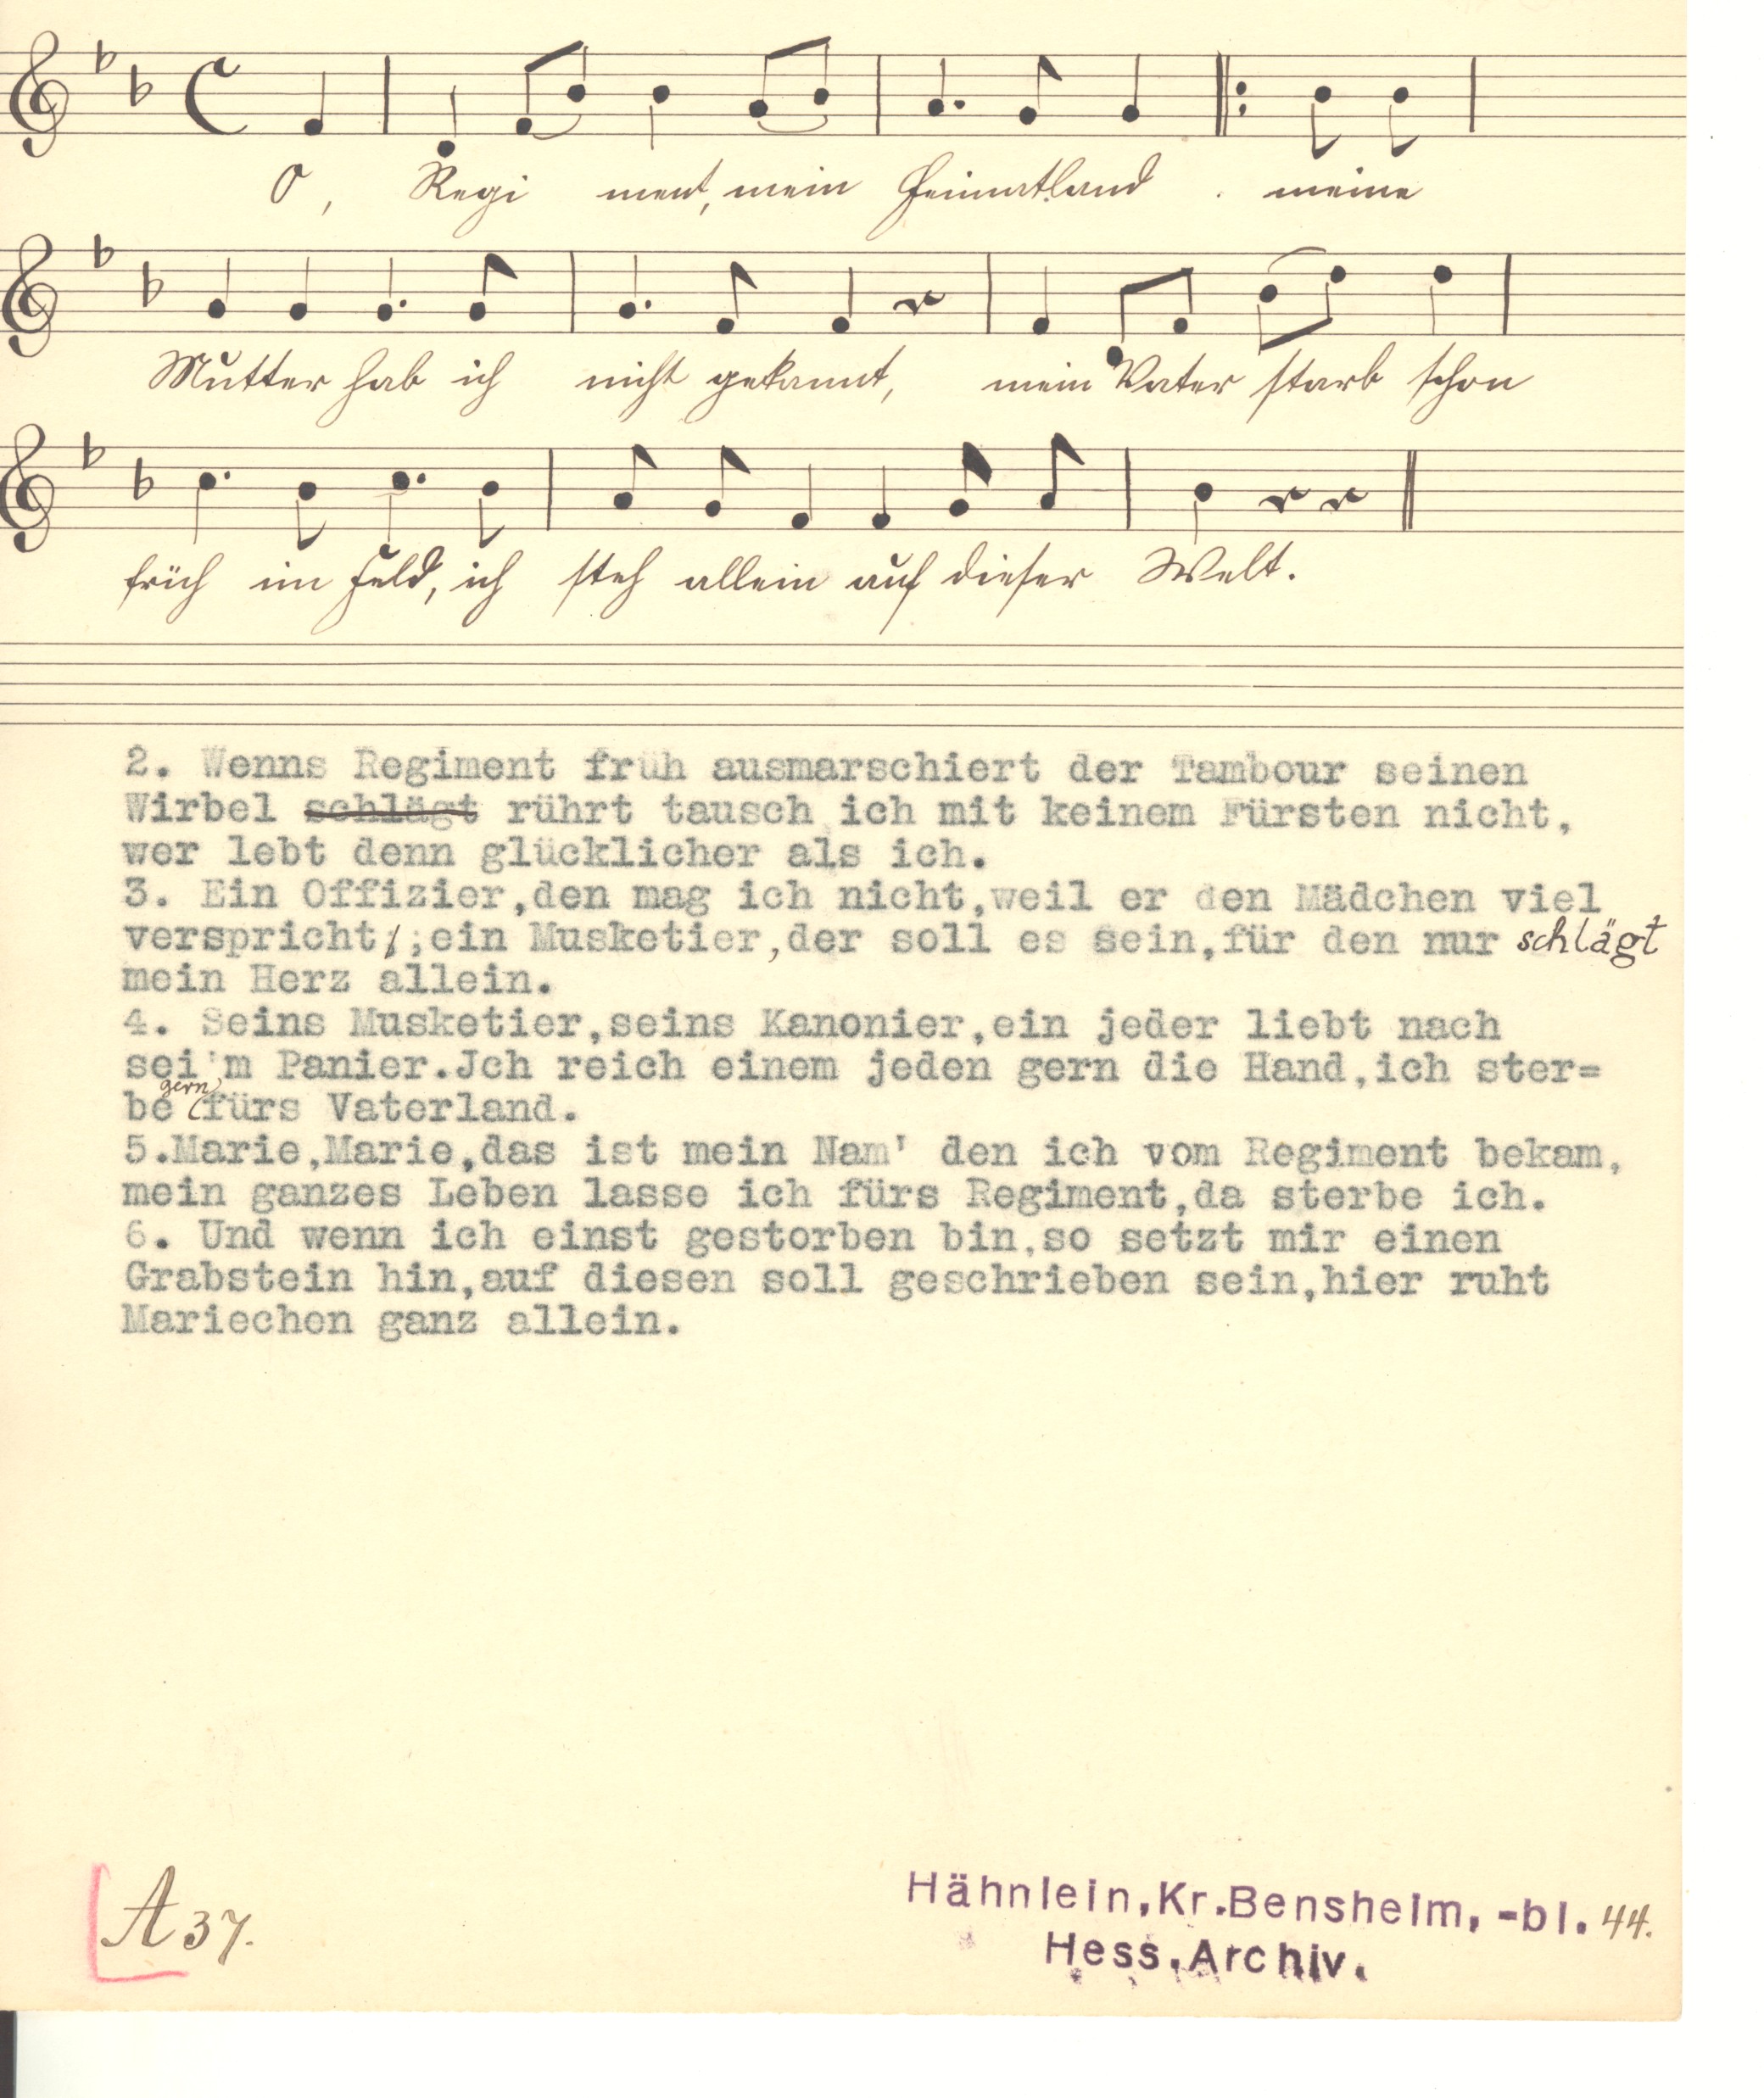 O, Regi ment, mein Heimatland. meine
Mutter hab ich nicht gekannt, mein Vater starb schon
früh im Feld, ich steh allein auf dieser Welt.
2. Wenns Regiment früh ausmarschiert der Tambour seinen
Wirbel schlägt rührt tausch ich mit keinem Fürsten nicht,
wer lebt denn glücklicher als ich.
3. Ein Offizier,den mag ich nicht,weil er den Mädchen viel
verspricht,;ein Musketier,der soll es sein,für den nur schlägt
mein Herz allein.
4. Seins Musketier,seins Kanonier,ein jeder liebt nach
sei'm Panier.Jch reich einem jeden gern die Hand,ich ster=
be gern fürs Vaterland.
5.Marie,Marie,das ist mein Nam' den ich vom Regiment bekam,
mein ganzes Leben lasse ich fürs Regiment,da sterbe ich.
6. Und wenn ich einst gestorben bin,so setzt mir einen
Grabstein hin,auf diesen soll geschrieben sein,hier ruht
Mariechen ganz allein.
A 37.
Hähnlein,Kr.Bensheim, -bl. 44.
Hess.Archiv.